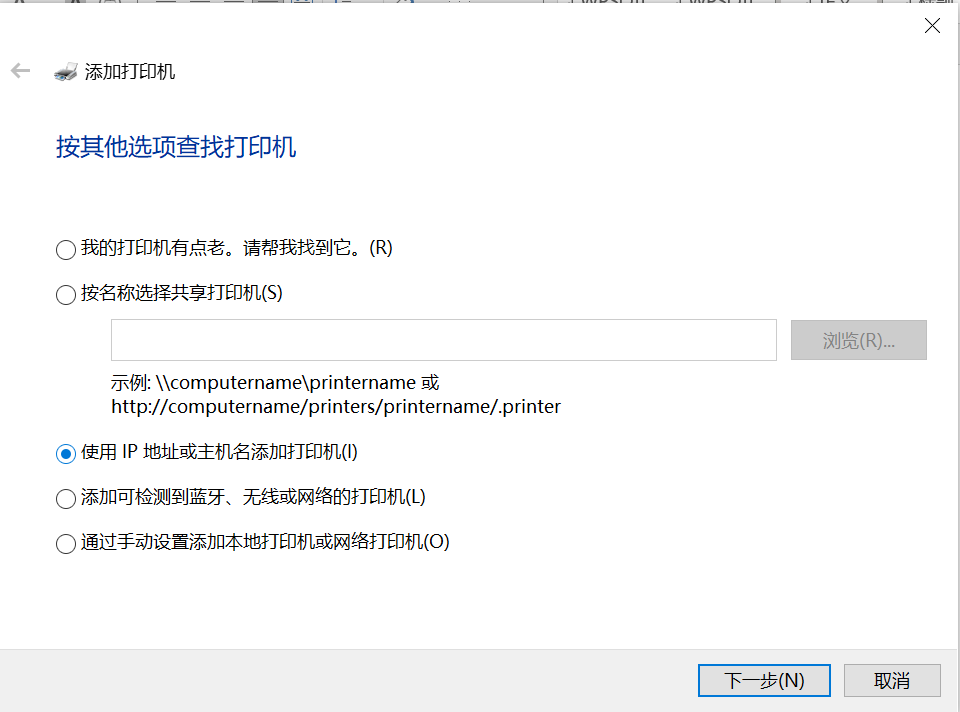 添加打印机
按其他选项查找打印机
我的打印机有点老。请帮我找到它。(R)
按名称选择共享打印机(S)
浏览(R)...
示例: \\computername\printername 或
http://computername/printers/printername/.printer
使用 IP 地址或主机名添加打印机(I)
添加可检测到蓝牙、无线或网络的打印机(L)
通过手动设置添加本地打印机或网络打印机(O)
下一步(N)
取消